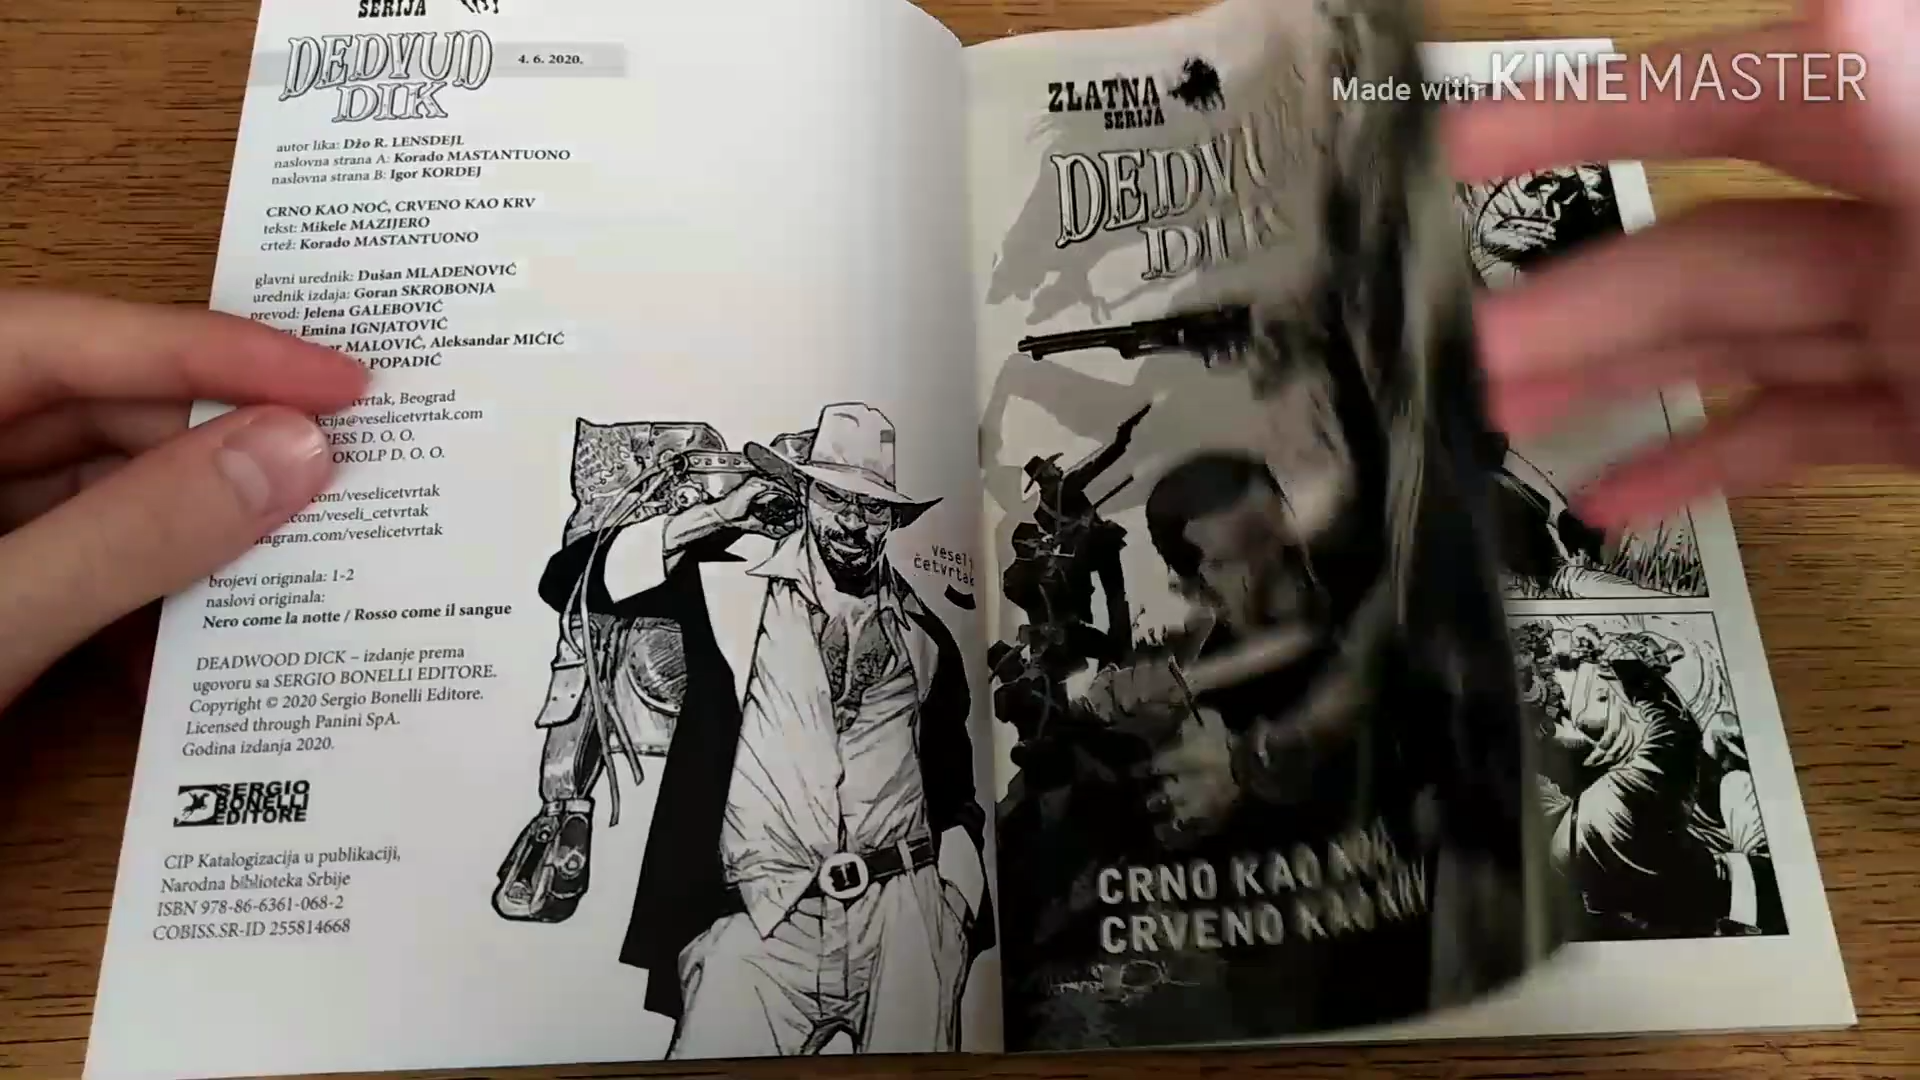 SERIJA
DEDVUD
DIK
4. 6. 2020.
autor lika: Džo R. LENSDEJL
naslovna strana A: Korado MASTANTUONO
naslovna strana B: Igor KORDEJ
CRNO KAO NOĆ, CRVENO KAO KRV
tekst: Mikele MAZIJERO
crtež: Korado MASTANTUONO
glavni urednik: Dušan MLADENOVIĆ
urednik izdaja: Goran SKROBONJA
prevod: Jelena GALEBOVIĆ
Emina IGNJATOVIĆ
MALOVIĆ, Aleksandar MIČIĆ
POPADIĆ
Beograd
@veselicetvrtak.com
D. O. O.
D. O. O.
.com/veselicetvrtak
.com/veseli_cetvrtak
.com/veselicetvrtak
brojevi originala: 1-2
naslovi originala:
Nero come la notte / Rosso come il sangue
DEADWOOD DICK – izdanje prema
ugovoru sa SERGIO BONELLI EDITORE.
Copyright © 2020 Sergio Bonelli Editore.
Licensed through Panini SpA.
Godina izdanja 2020.
SERGIO
BONELLI
EDITORE
CIP Katalogizacija u publikaciji,
Narodna biblioteka Srbije
ISBN 978-86-6361-068-2
COBISS.SR-ID 255814668
veseli
četvrtak
ZLATNA
SERIJA
DEDVU
DIK
CRNO KAO
CRVENO KAO KRV
Made with KINEMASTER